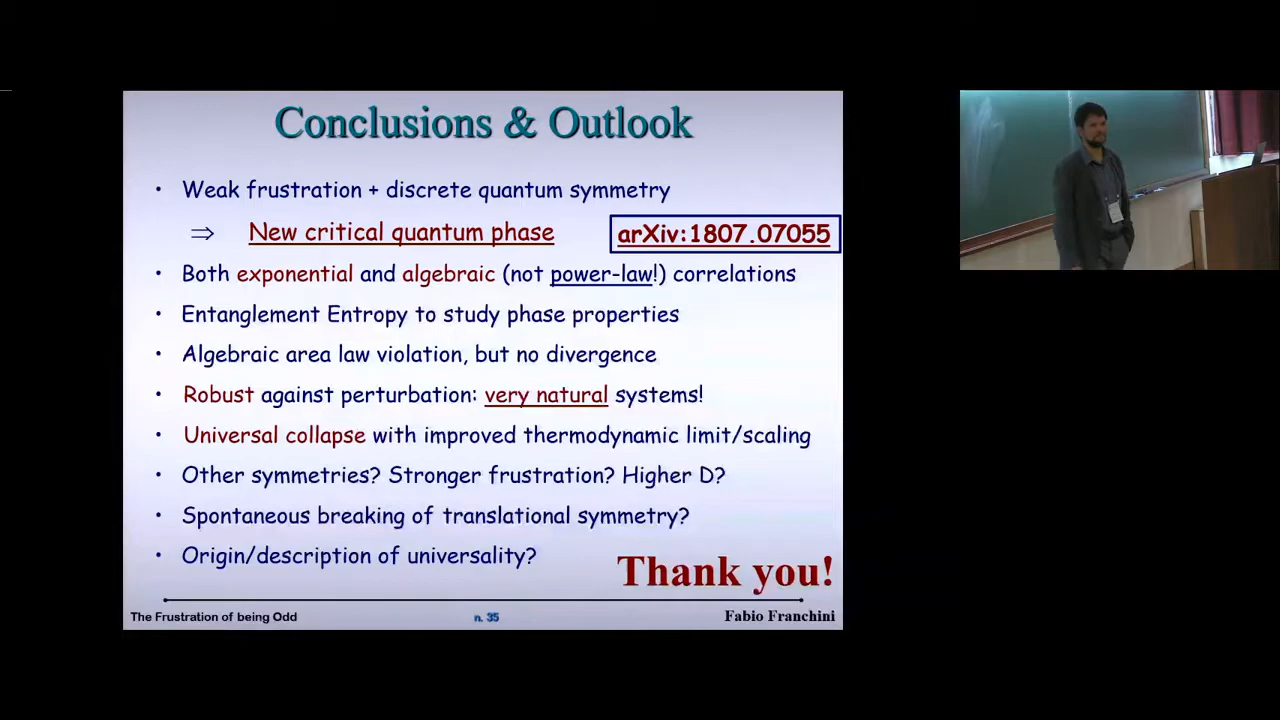 Conclusions & Outlook
• Weak frustration + discrete quantum symmetry
⇒ New critical quantum phase
arXiv:1807.07055
• Both exponential and algebraic (not power-law!) correlations
• Entanglement Entropy to study phase properties
• Algebraic area law violation, but no divergence
• Robust against perturbation: very natural systems!
• Universal collapse with improved thermodynamic limit/scaling
• Other symmetries? Stronger frustration? Higher D?
• Spontaneous breaking of translational symmetry?
• Origin/description of universality?
Thank you!
The Frustration of being Odd
n. 35
Fabio Franchini